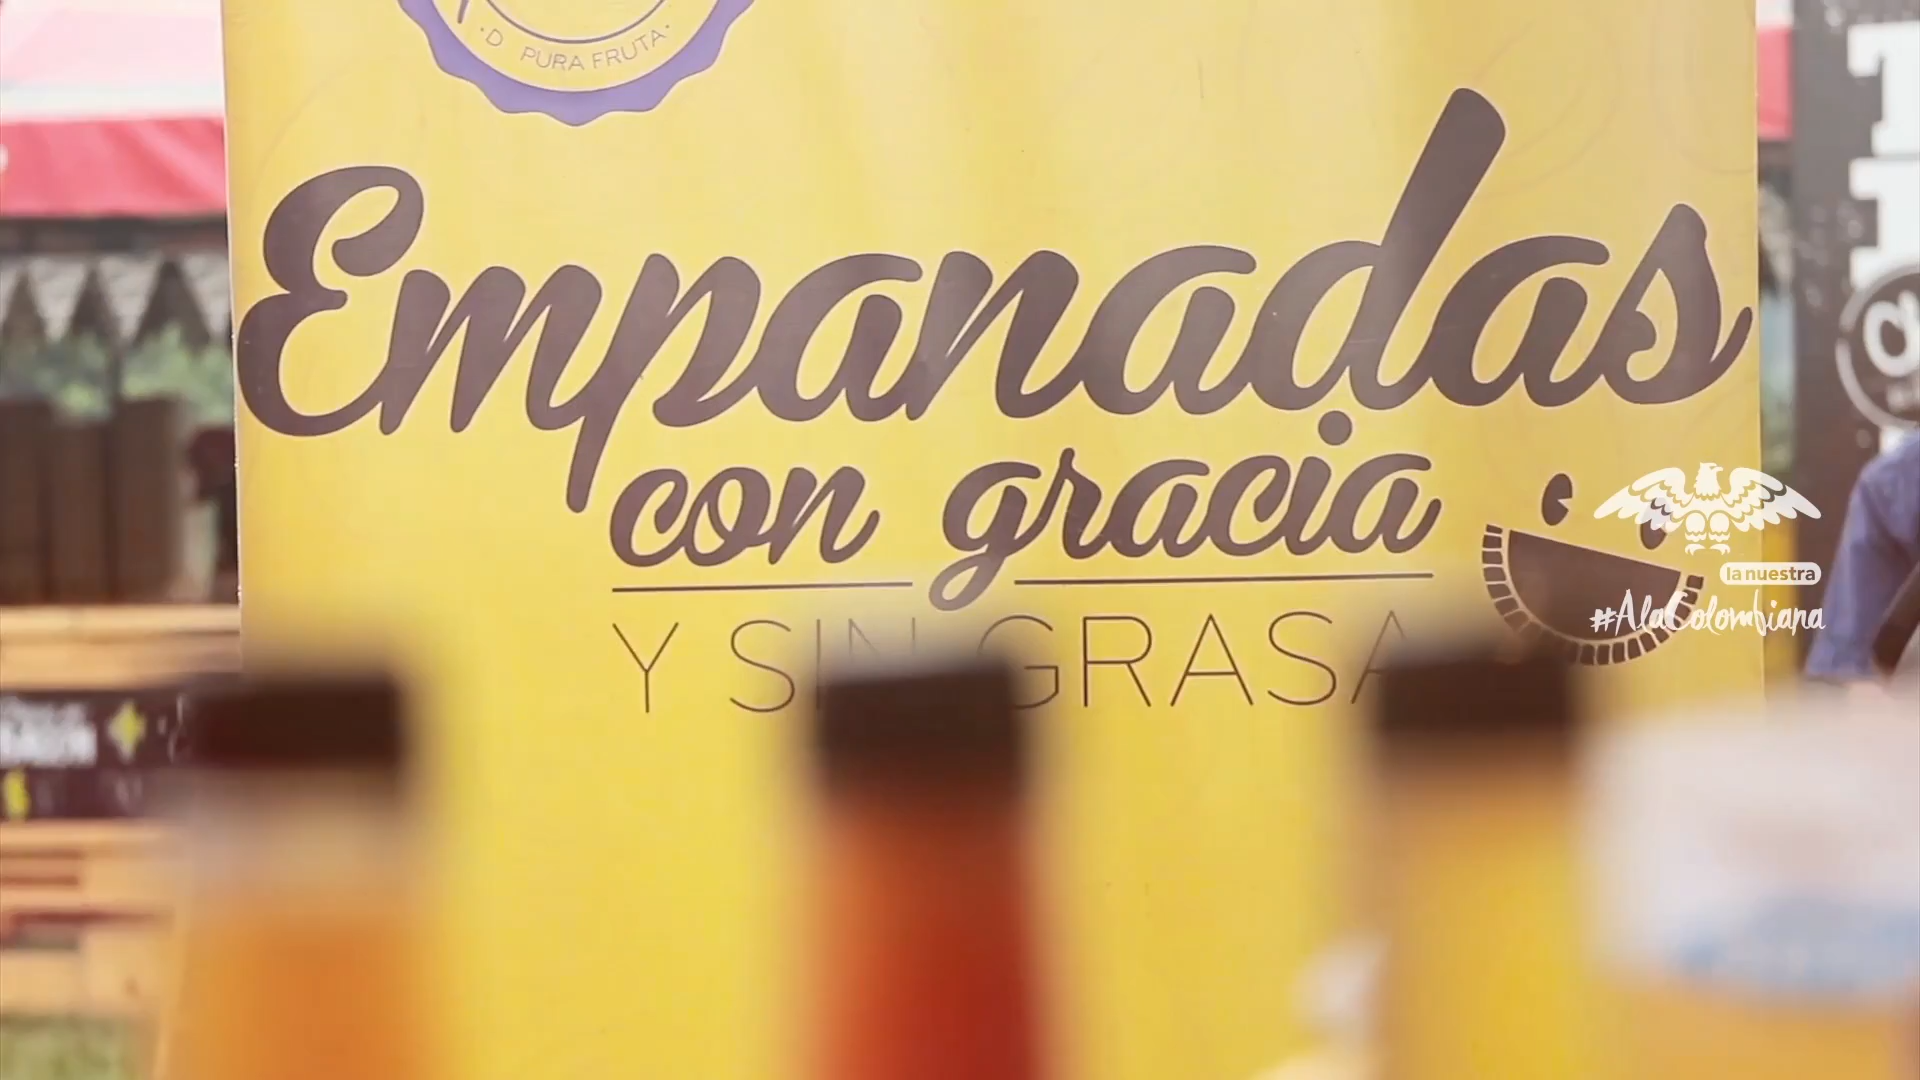 ·D PURA FRUTA·
Empanadas
con gracia
Y SIN GRASA
la nuestra
#AlaColombiana